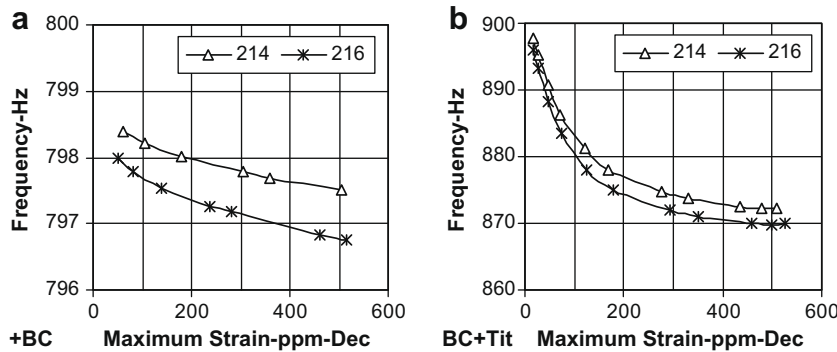 a
800
799
798
797
796
Frequency-Hz
214 216
0 200 400 600
+BC Maximum Strain-ppm-Dec
b
900
890
880
870
860
Frequency-Hz
214 216
0 200 400 600
BC+Tit Maximum Strain-ppm-Dec